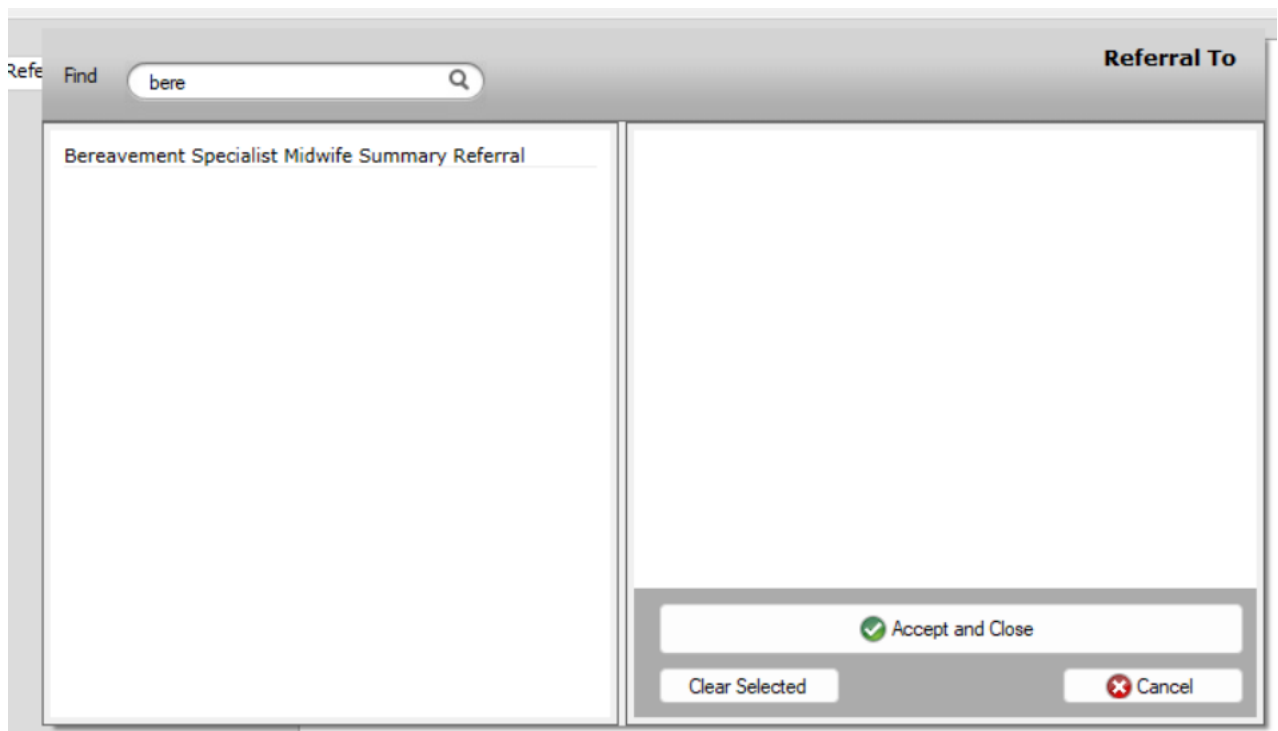 Referral To
Refe
Find
bere
Bereavement Specialist Midwife Summary Referral
Accept and Close
Clear Selected
Cancel